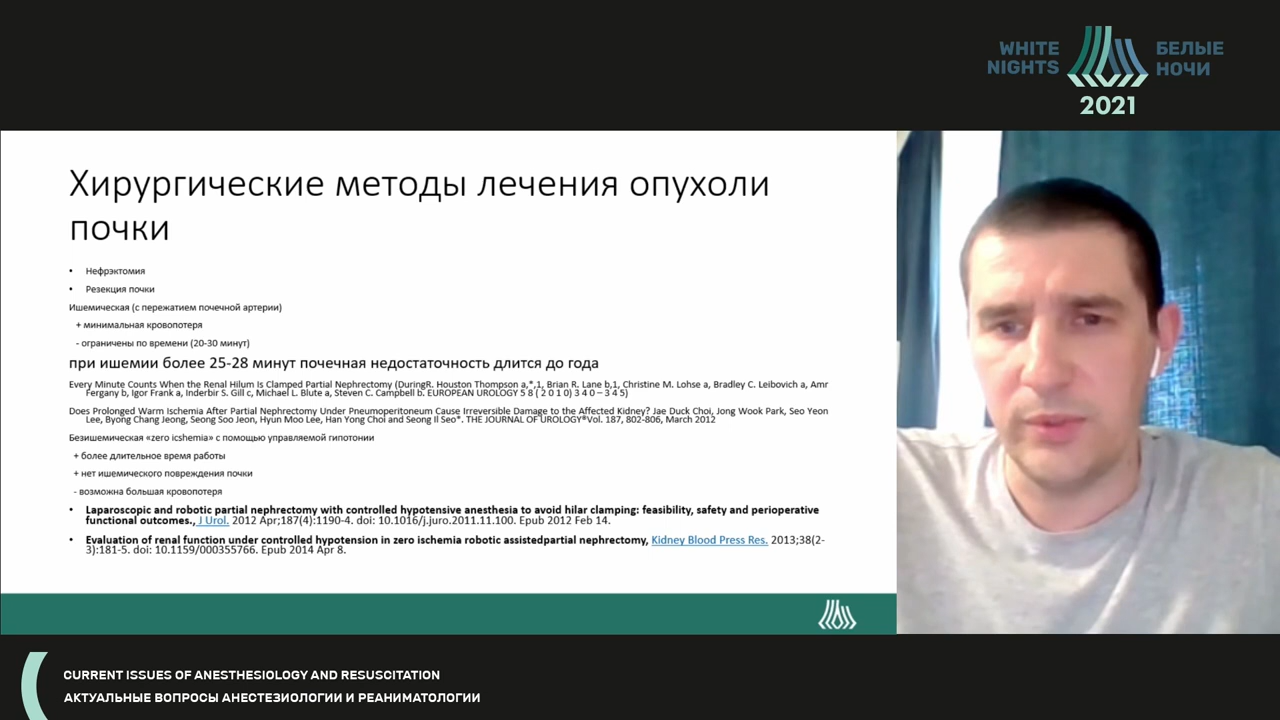 WHITE NIGHTS
БЕЛЫЕ НОЧИ
2021
Хирургические методы лечения опухоли
почки
• Нефрэктомия
• Резекция почки
Ишемическая (с пережатием почечной артерии)
+ минимальная кровопотеря
- ограничены по времени (20-30 минут)
при ишемии более 25-28 минут почечная недостаточность длится до года
Every Minute Counts When the Renal Hilum Is Clamped Partial Nephrectomy (DuringR. Houston Thompson a,*,1, Brian R. Lane b,1, Christine M. Lohse a, Bradley C. Leibovich a, Amr
Fergany b, Igor Frank a, Inderbir S. Gill c, Michael L. Blute a, Steven C. Campbell b. EUROPEAN UROLOGY 5 8 ( 2 0 1 0) 3 4 0 – 3 4 5)
Does Prolonged Warm Ischemia After Partial Nephrectomy Under Pneumoperitoneum Cause Irreversible Damage to the Affected Kidney? Jae Duck Choi, Jong Wook Park, Seo Yeon
Lee, Byong Chang Jeong, Seong Soo Jeon, Hyun Moo Lee, Han Yong Choi and Seong Il Seo*. THE JOURNAL OF UROLOGY®Vol. 187, 802-806, March 2012
Безишемическая «zero icshemia» с помощью управляемой гипотонии
+ более длительное время работы
+ нет ишемического повреждения почки
- возможна большая кровопотеря
• Laparoscopic and robotic partial nephrectomy with controlled hypotensive anesthesia to avoid hilar clamping: feasibility, safety and perioperative
functional outcomes., J Urol. 2012 Apr;187(4):1190-4. doi: 10.1016/j.juro.2011.11.100. Epub 2012 Feb 14.
• Evaluation of renal function under controlled hypotension in zero ischemia robotic assistedpartial nephrectomy, Kidney Blood Press Res. 2013;38(2-
3):181-5. doi: 10.1159/000355766. Epub 2014 Apr 8.
CURRENT ISSUES OF ANESTHESIOLOGY AND RESUSCITATION
АКТУАЛЬНЫЕ ВОПРОСЫ АНЕСТЕЗИОЛОГИИ И РЕАНИМАТОЛОГИИ